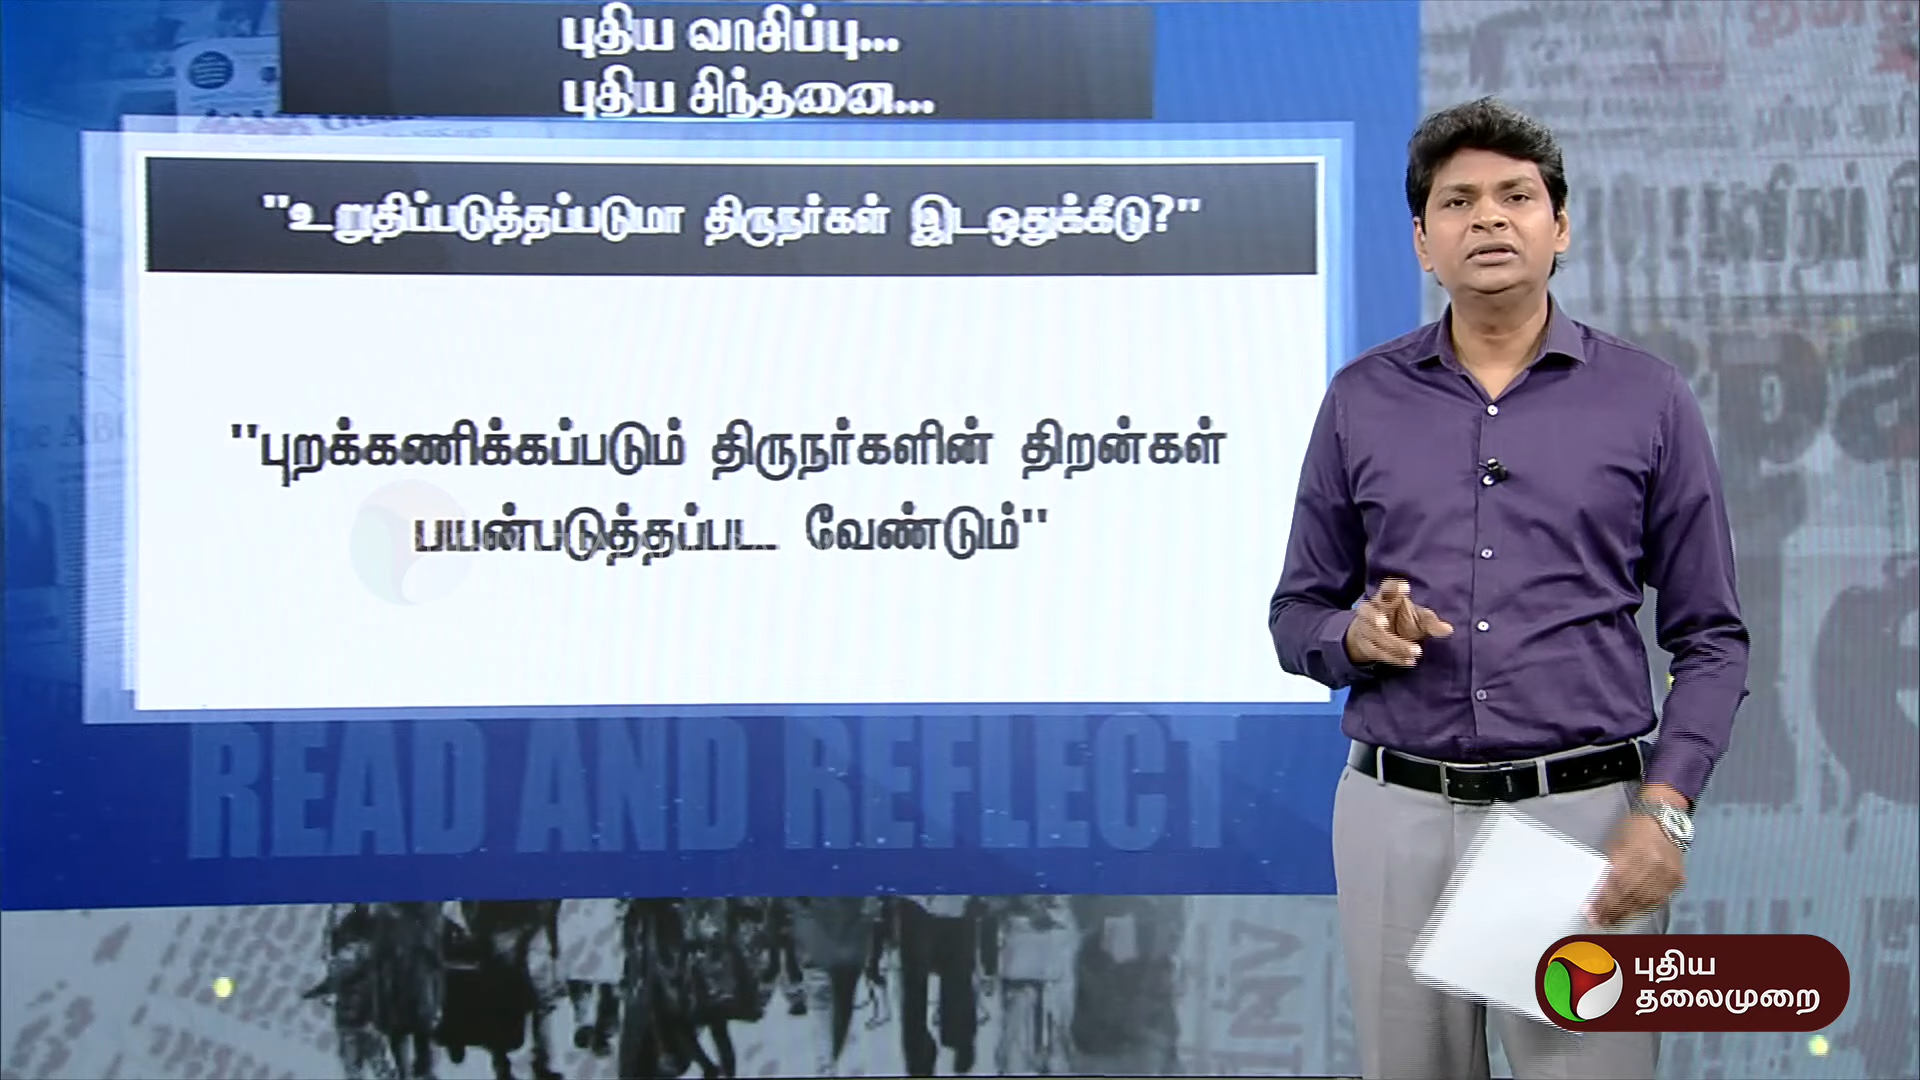 புதிய வாசிப்பு...
புதிய சிந்தனை...
"உறுதிப்படுத்தப்படுமா திருநர்கள் இடஒதுக்கீடு?"
"புறக்கணிக்கப்படும் திருநர்களின் திறன்கள்
பயன்படுத்தப்பட வேண்டும்"
READ AND REFLECT
புதிய
தலைமுறை